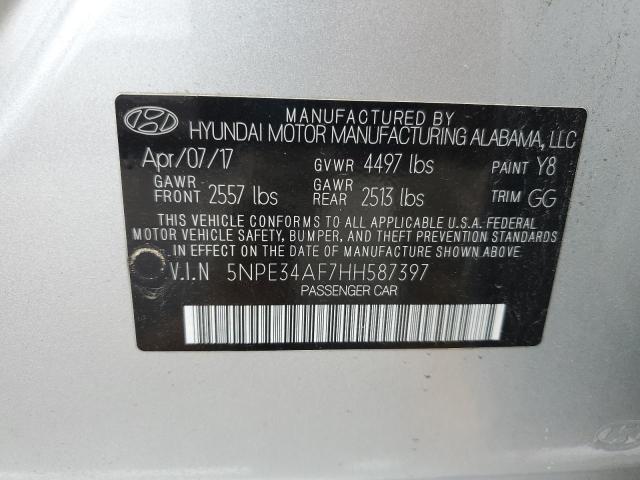 MANUFACTURED BY
HYUNDAI MOTOR MANUFACTURING ALABAMA, LLC
Apr/07/17 GVWR 4497 lbs PAINT Y8
GAWR FRONT 2557 lbs GAWR REAR 2513 lbs TRIM GG
THIS VEHICLE CONFORMS TO ALL APPLICABLE U.S.A. FEDERAL
MOTOR VEHICLE SAFETY, BUMPER, AND THEFT PREVENTION STANDARDS
IN EFFECT ON THE DATE OF MANUFACTURE SHOWN ABOVE.
V.I.N 5NPE34AF7HH587397
PASSENGER CAR